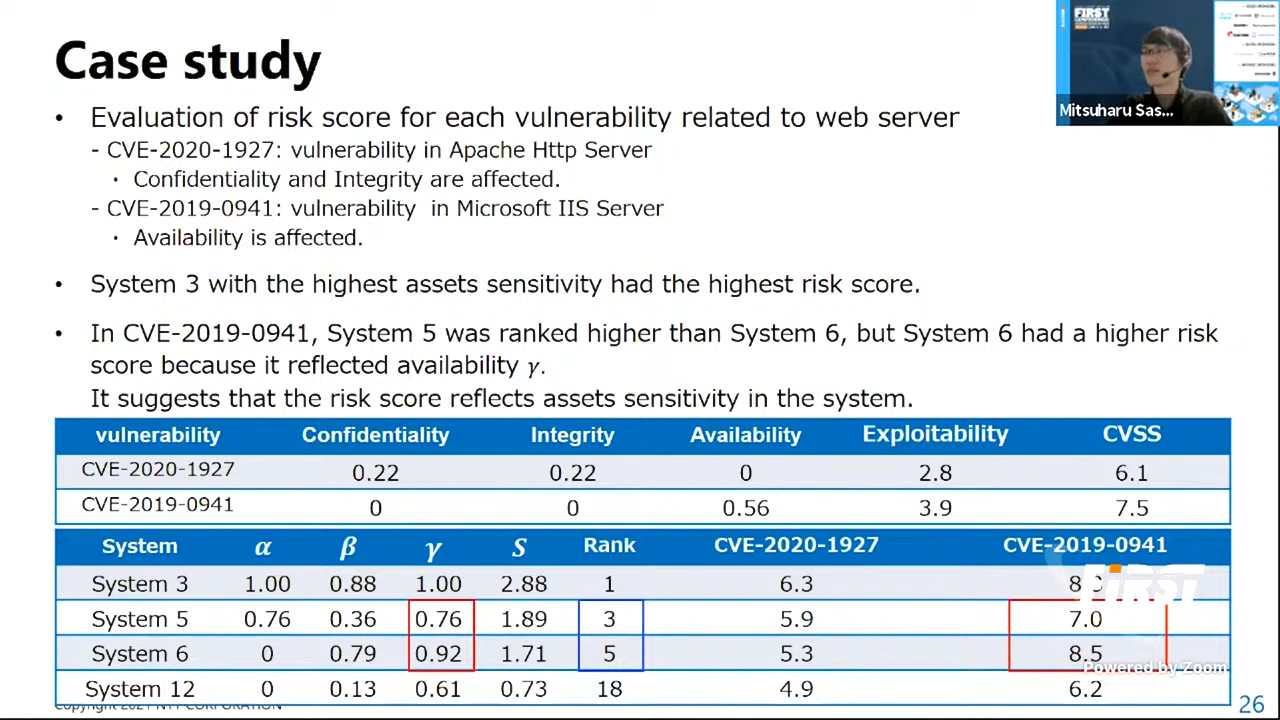 Case study
FIRST
CONFERENCE
Mitsuharu Sas...
• Evaluation of risk score for each vulnerability related to web server
- CVE-2020-1927: vulnerability in Apache Http Server
· Confidentiality and Integrity are affected.
- CVE-2019-0941: vulnerability in Microsoft IIS Server
· Availability is affected.
• System 3 with the highest assets sensitivity had the highest risk score.
• In CVE-2019-0941, System 5 was ranked higher than System 6, but System 6 had a higher risk
score because it reflected availability γ.
It suggests that the risk score reflects assets sensitivity in the system.
vulnerability Confidentiality Integrity Availability Exploitability CVSS
CVE-2020-1927 0.22 0.22 0 2.8 6.1
CVE-2019-0941 0 0 0.56 3.9 7.5
System α β γ S Rank CVE-2020-1927 CVE-2019-0941
System 3 1.00 0.88 1.00 2.88 1 6.3
System 5 0.76 0.36 0.76 1.89 3 5.9 7.0
System 6 0 0.79 0.92 1.71 5 5.3 8.5
System 12 0 0.13 0.61 0.73 18 4.9 6.2
FIRST
Powered by Zoom
26